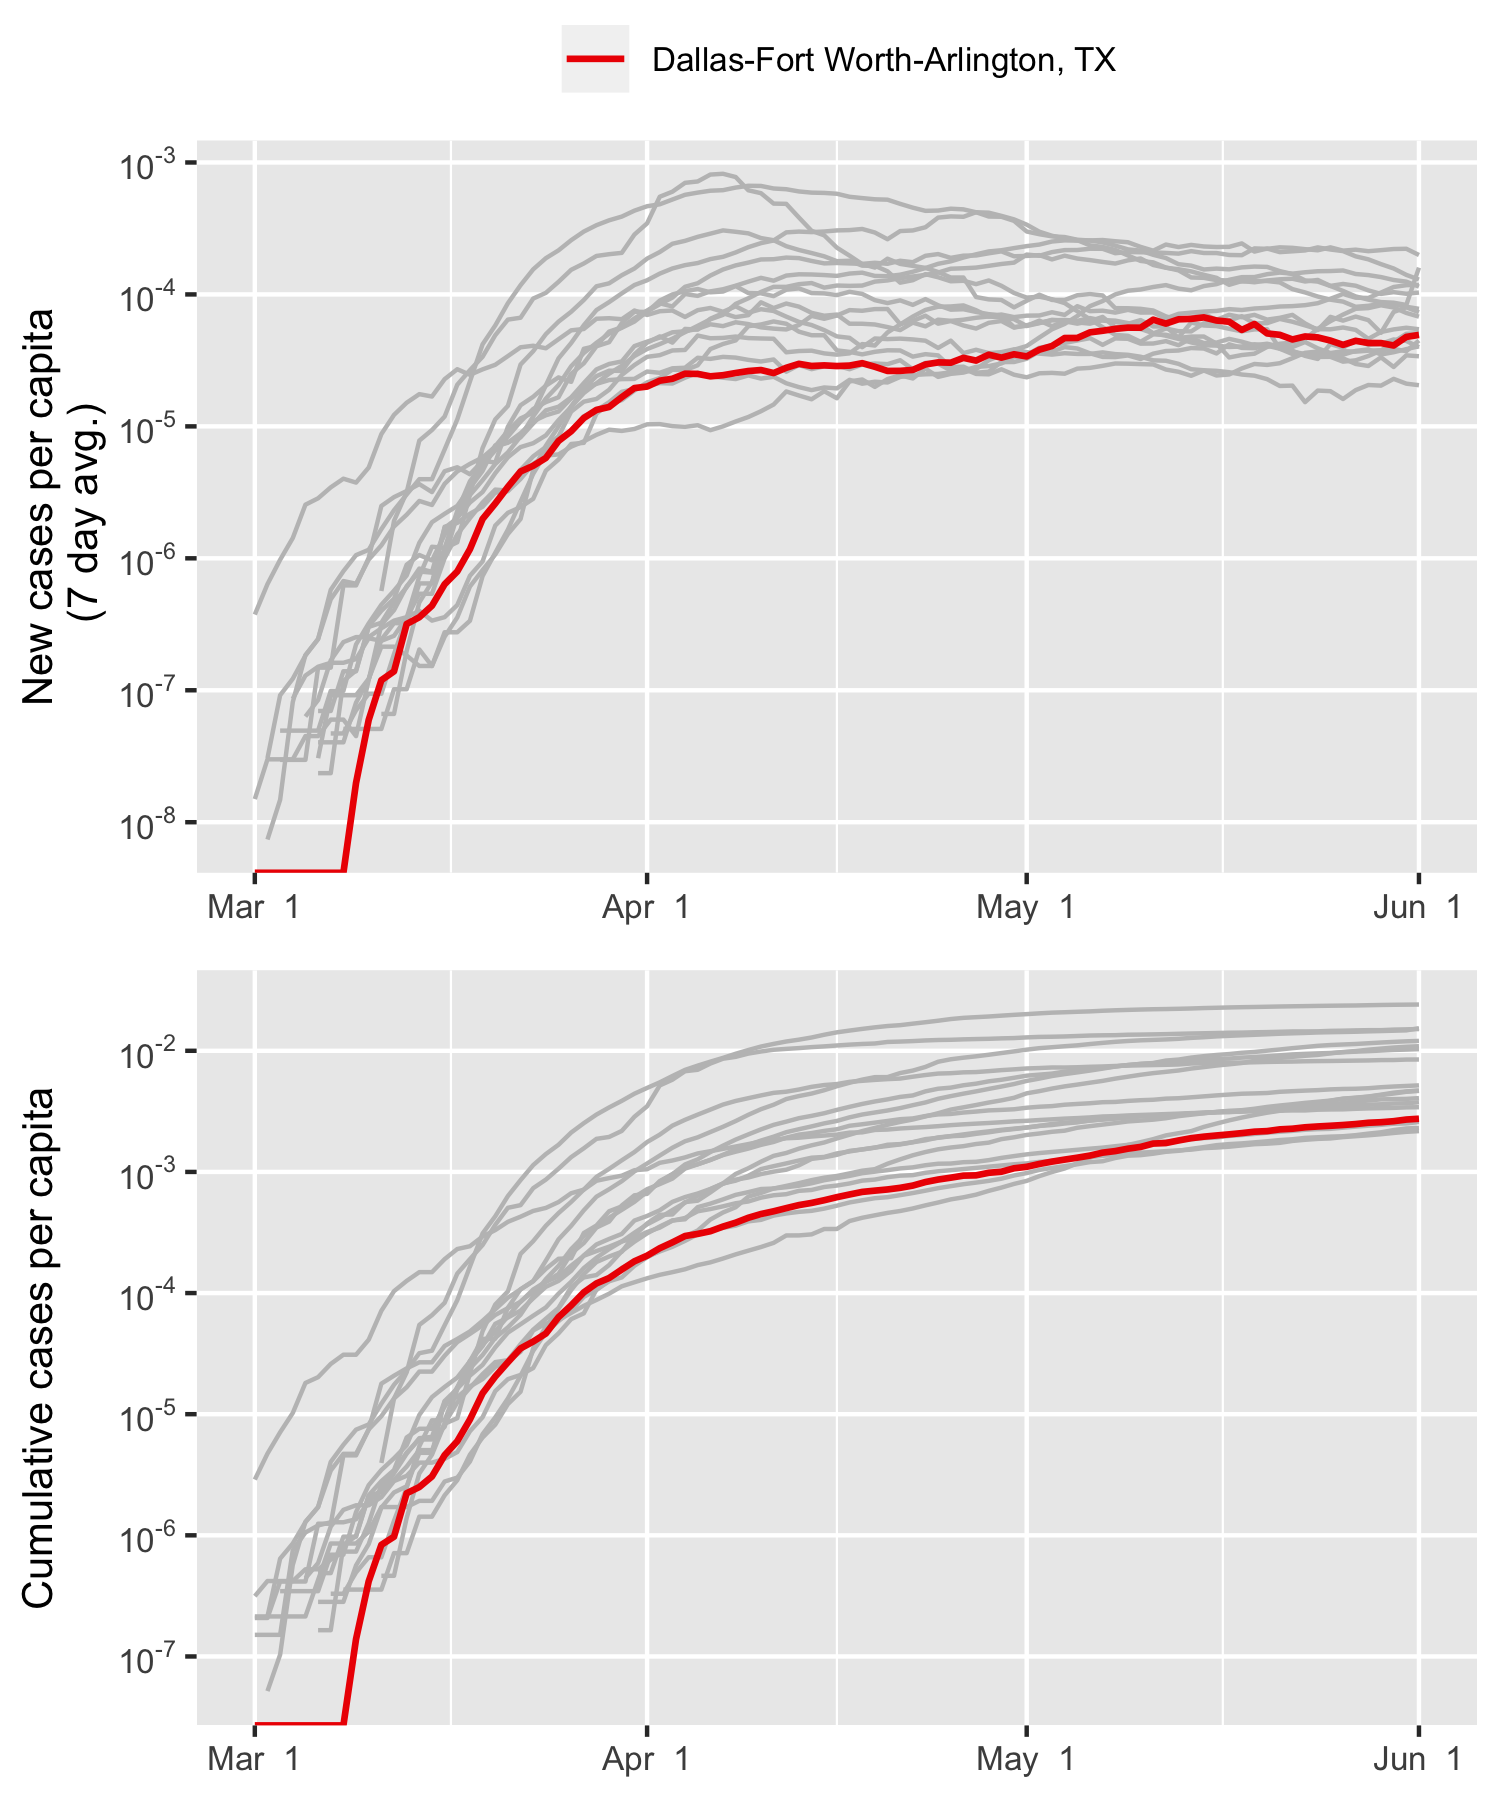 Dallas-Fort Worth-Arlington, TX
New cases per capita
(7 day avg.)
10⁻³
10⁻⁴
10⁻⁵
10⁻⁶
10⁻⁷
10⁻⁸
Mar 1 Apr 1 May 1 Jun 1
Cumulative cases per capita
10⁻²
10⁻³
10⁻⁴
10⁻⁵
10⁻⁶
10⁻⁷
Mar 1 Apr 1 May 1 Jun 1